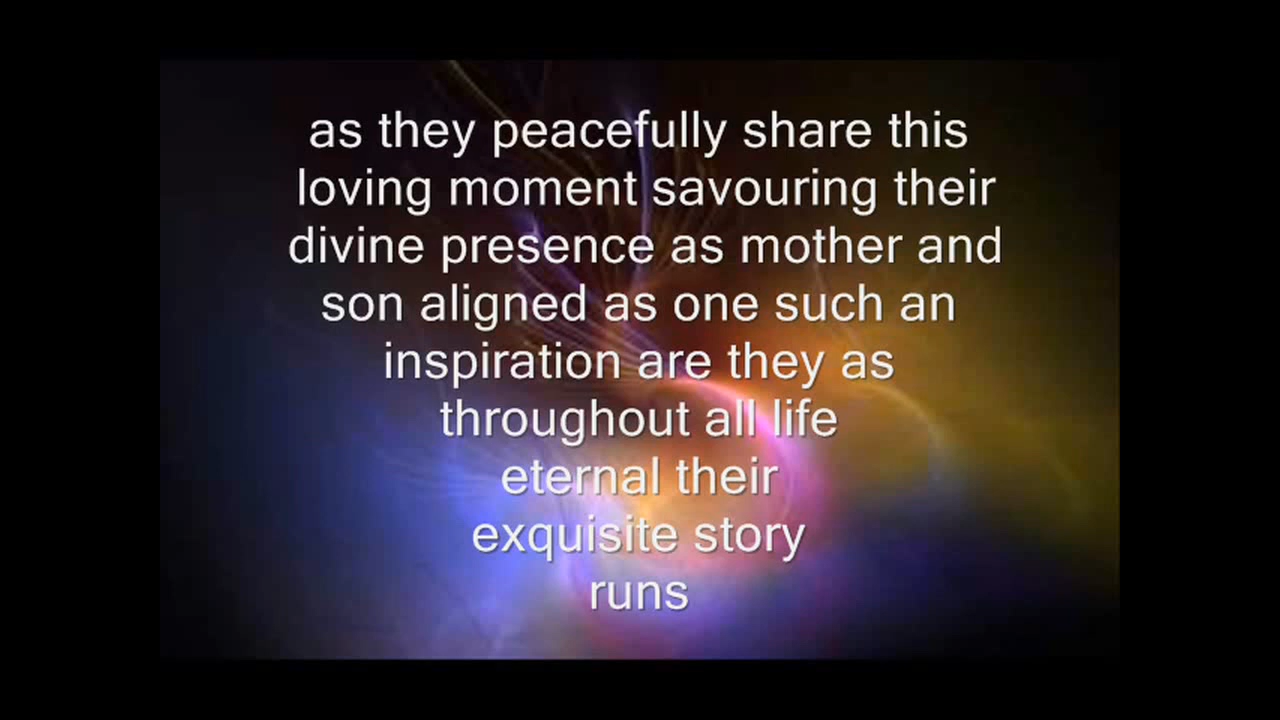 as they peacefully share this
loving moment savouring their
divine presence as mother and
son aligned as one such an
inspiration are they as
throughout all life
eternal their
exquisite story
runs